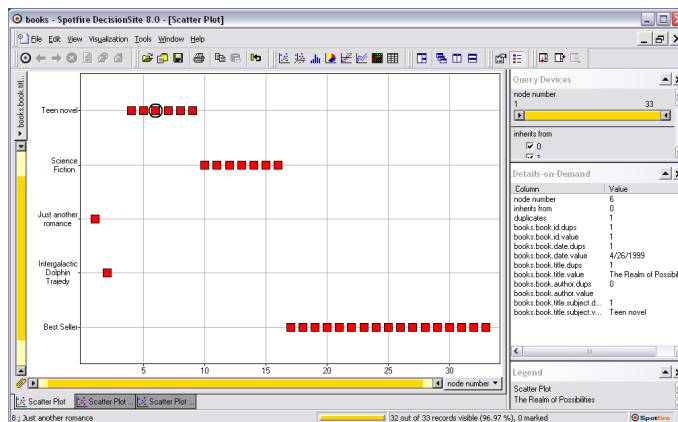 books - Spotfire DecisionSite 8.0 - [Scatter Plot]
File Edit View Visualization Tools Window Help
books.book.titl...
Teen novel
Science
Fiction
Just another
romance
Intergalactic
Dolphin
Trajedy
Best Seller
5 10 15 20 25 30
node number
Scatter Plot Scatter Plot ... Scatter Plot ...
Query Devices
node number
1 33
inherits from
0
1
Details-on-Demand
Column Value
node number 6
inherits from 0
duplicates 1
books.book.id.dups 1
books.book.id.value 1
books.book.date.dups 1
books.book.date.value 4/26/1999
books.book.title.dups 1
books.book.title.value The Realm of Possibil
books.book.author.dups 0
books.book.author.value
books.book.title.subject.d... 1
books.book.title.subject.v... Teen novel
Legend
Scatter Plot
The Realm of Possibilities
8 ; Just another romance
32 out of 33 records visible (96.97 %), 0 marked
Spotfire